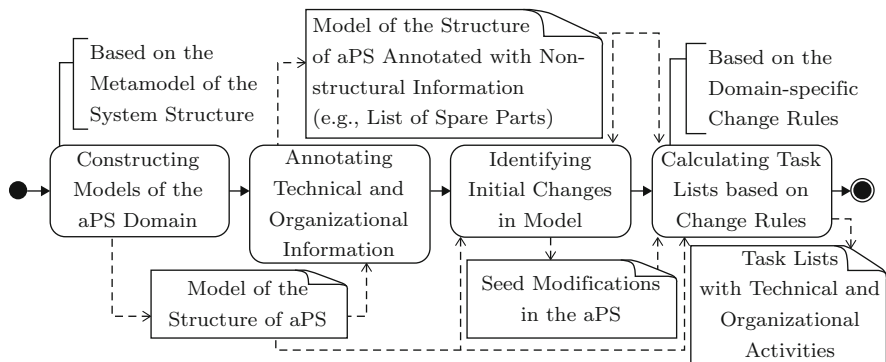 Based on the
Metamodel of the
System Structure
Model of the Structure
of aPS Annotated with Non-
structural Information
(e.g., List of Spare Parts)
Based on the
Domain-specific
Change Rules
Constructing
Models of the
aPS Domain
Annotating
Technical and
Organizational
Information
Identifying
Initial Changes
in Model
Calculating Task
Lists based on
Change Rules
Model of the
Structure of aPS
Seed Modifications
in the aPS
Task Lists
with Technical and
Organizational
Activities